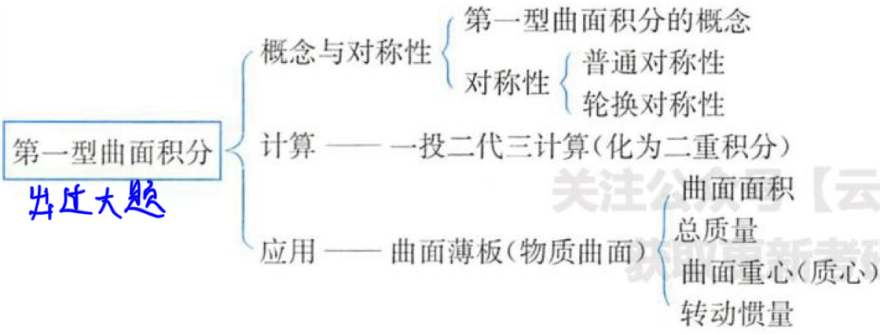 第一型曲面积分的概念
概念与对称性
普通对称性
对称性
轮换对称性
第一型曲面积分
计算 —— 一投二代三计算(化为二重积分)
出过大题
关注公众号【云
曲面面积
总质量
应用 —— 曲面薄板(物质曲面)
获取更新考研
曲面重心(质心)
转动惯量